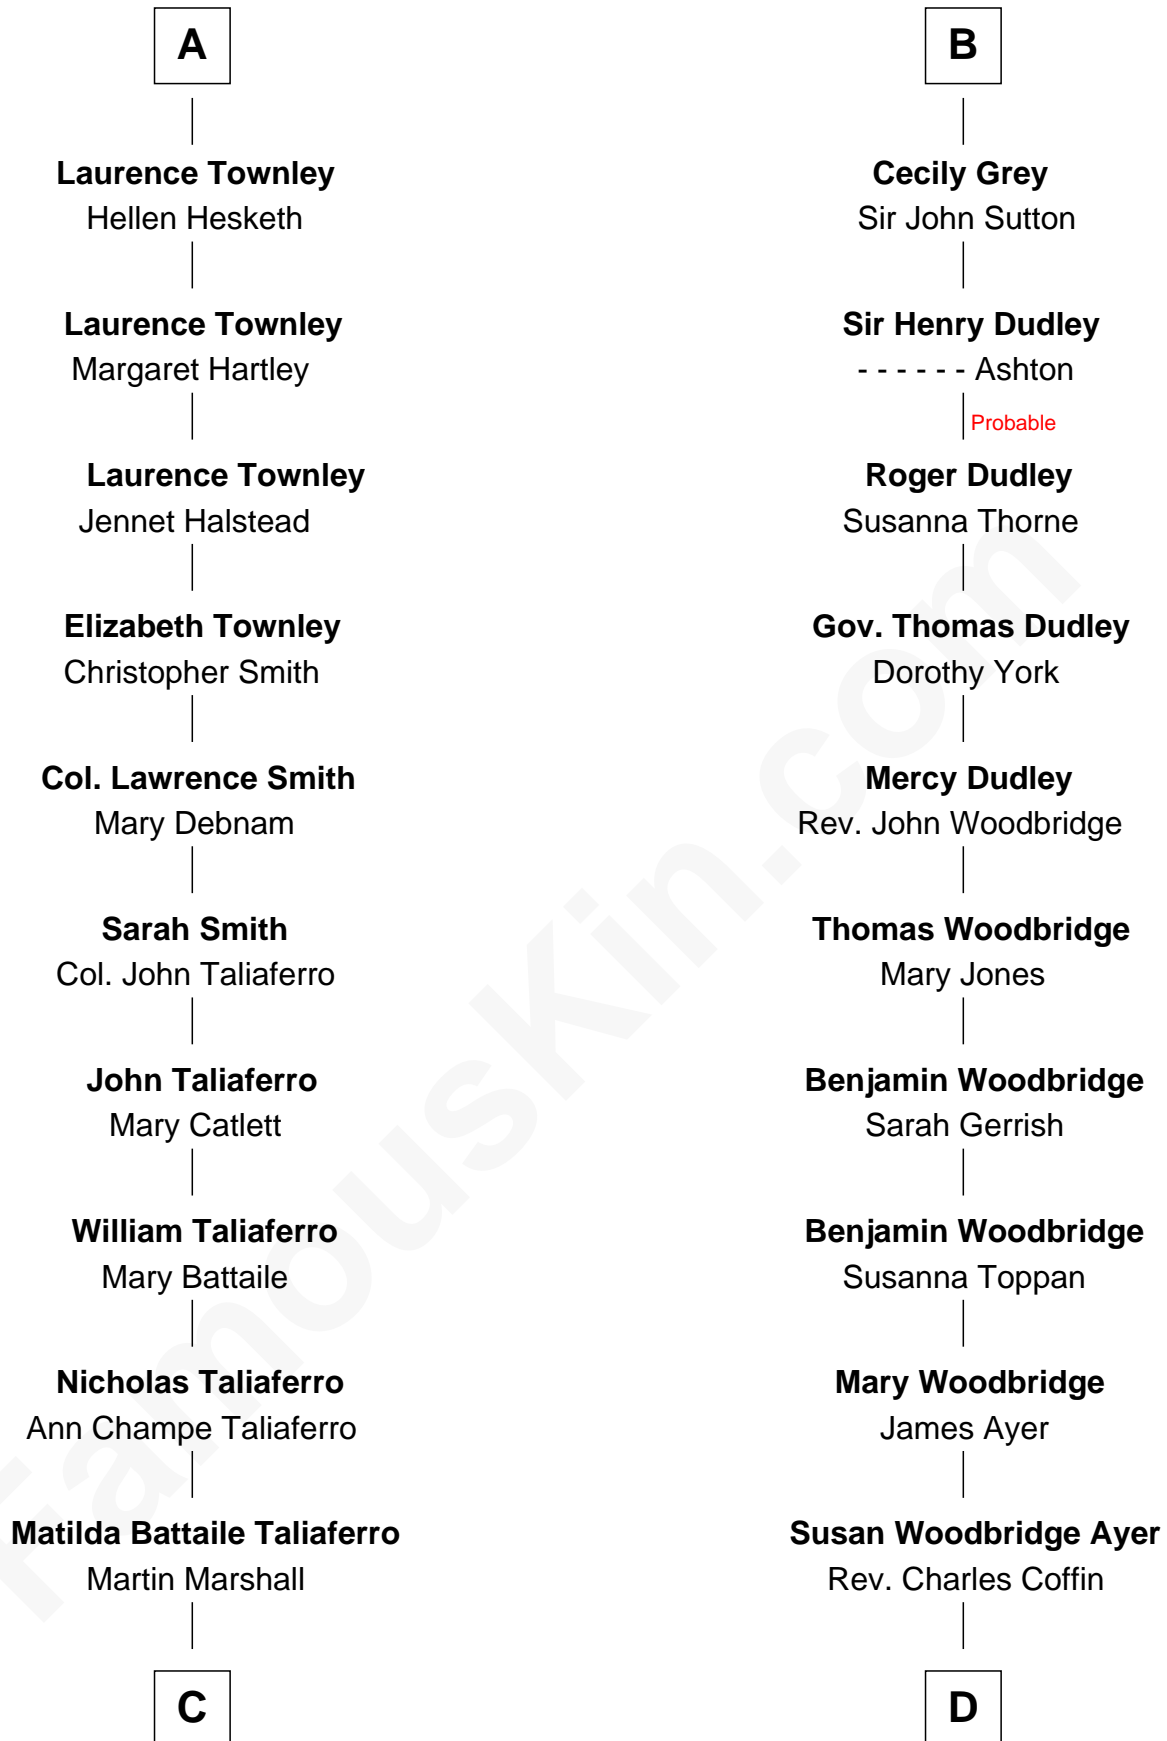 A
Laurence Townley
Hellen Hesketh
Laurence Townley
Margaret Hartley
Laurence Townley
Jennet Halstead
Elizabeth Townley
Christopher Smith
Col. Lawrence Smith
Mary Debnam
Sarah Smith
Col. John Taliaferro
John Taliaferro
Mary Catlett
William Taliaferro
Mary Battaile
Nicholas Taliaferro
Ann Champe Taliaferro
Matilda Battaile Taliaferro
Martin Marshall
C
B
Cecily Grey
Sir John Sutton
Sir Henry Dudley
- - - - - - Ashton
Probable
Roger Dudley
Susanna Thorne
Gov. Thomas Dudley
Dorothy York
Mercy Dudley
Rev. John Woodbridge
Thomas Woodbridge
Mary Jones
Benjamin Woodbridge
Sarah Gerrish
Benjamin Woodbridge
Susanna Toppan
Mary Woodbridge
James Ayer
Susan Woodbridge Ayer
Rev. Charles Coffin
D
FamousKin.com